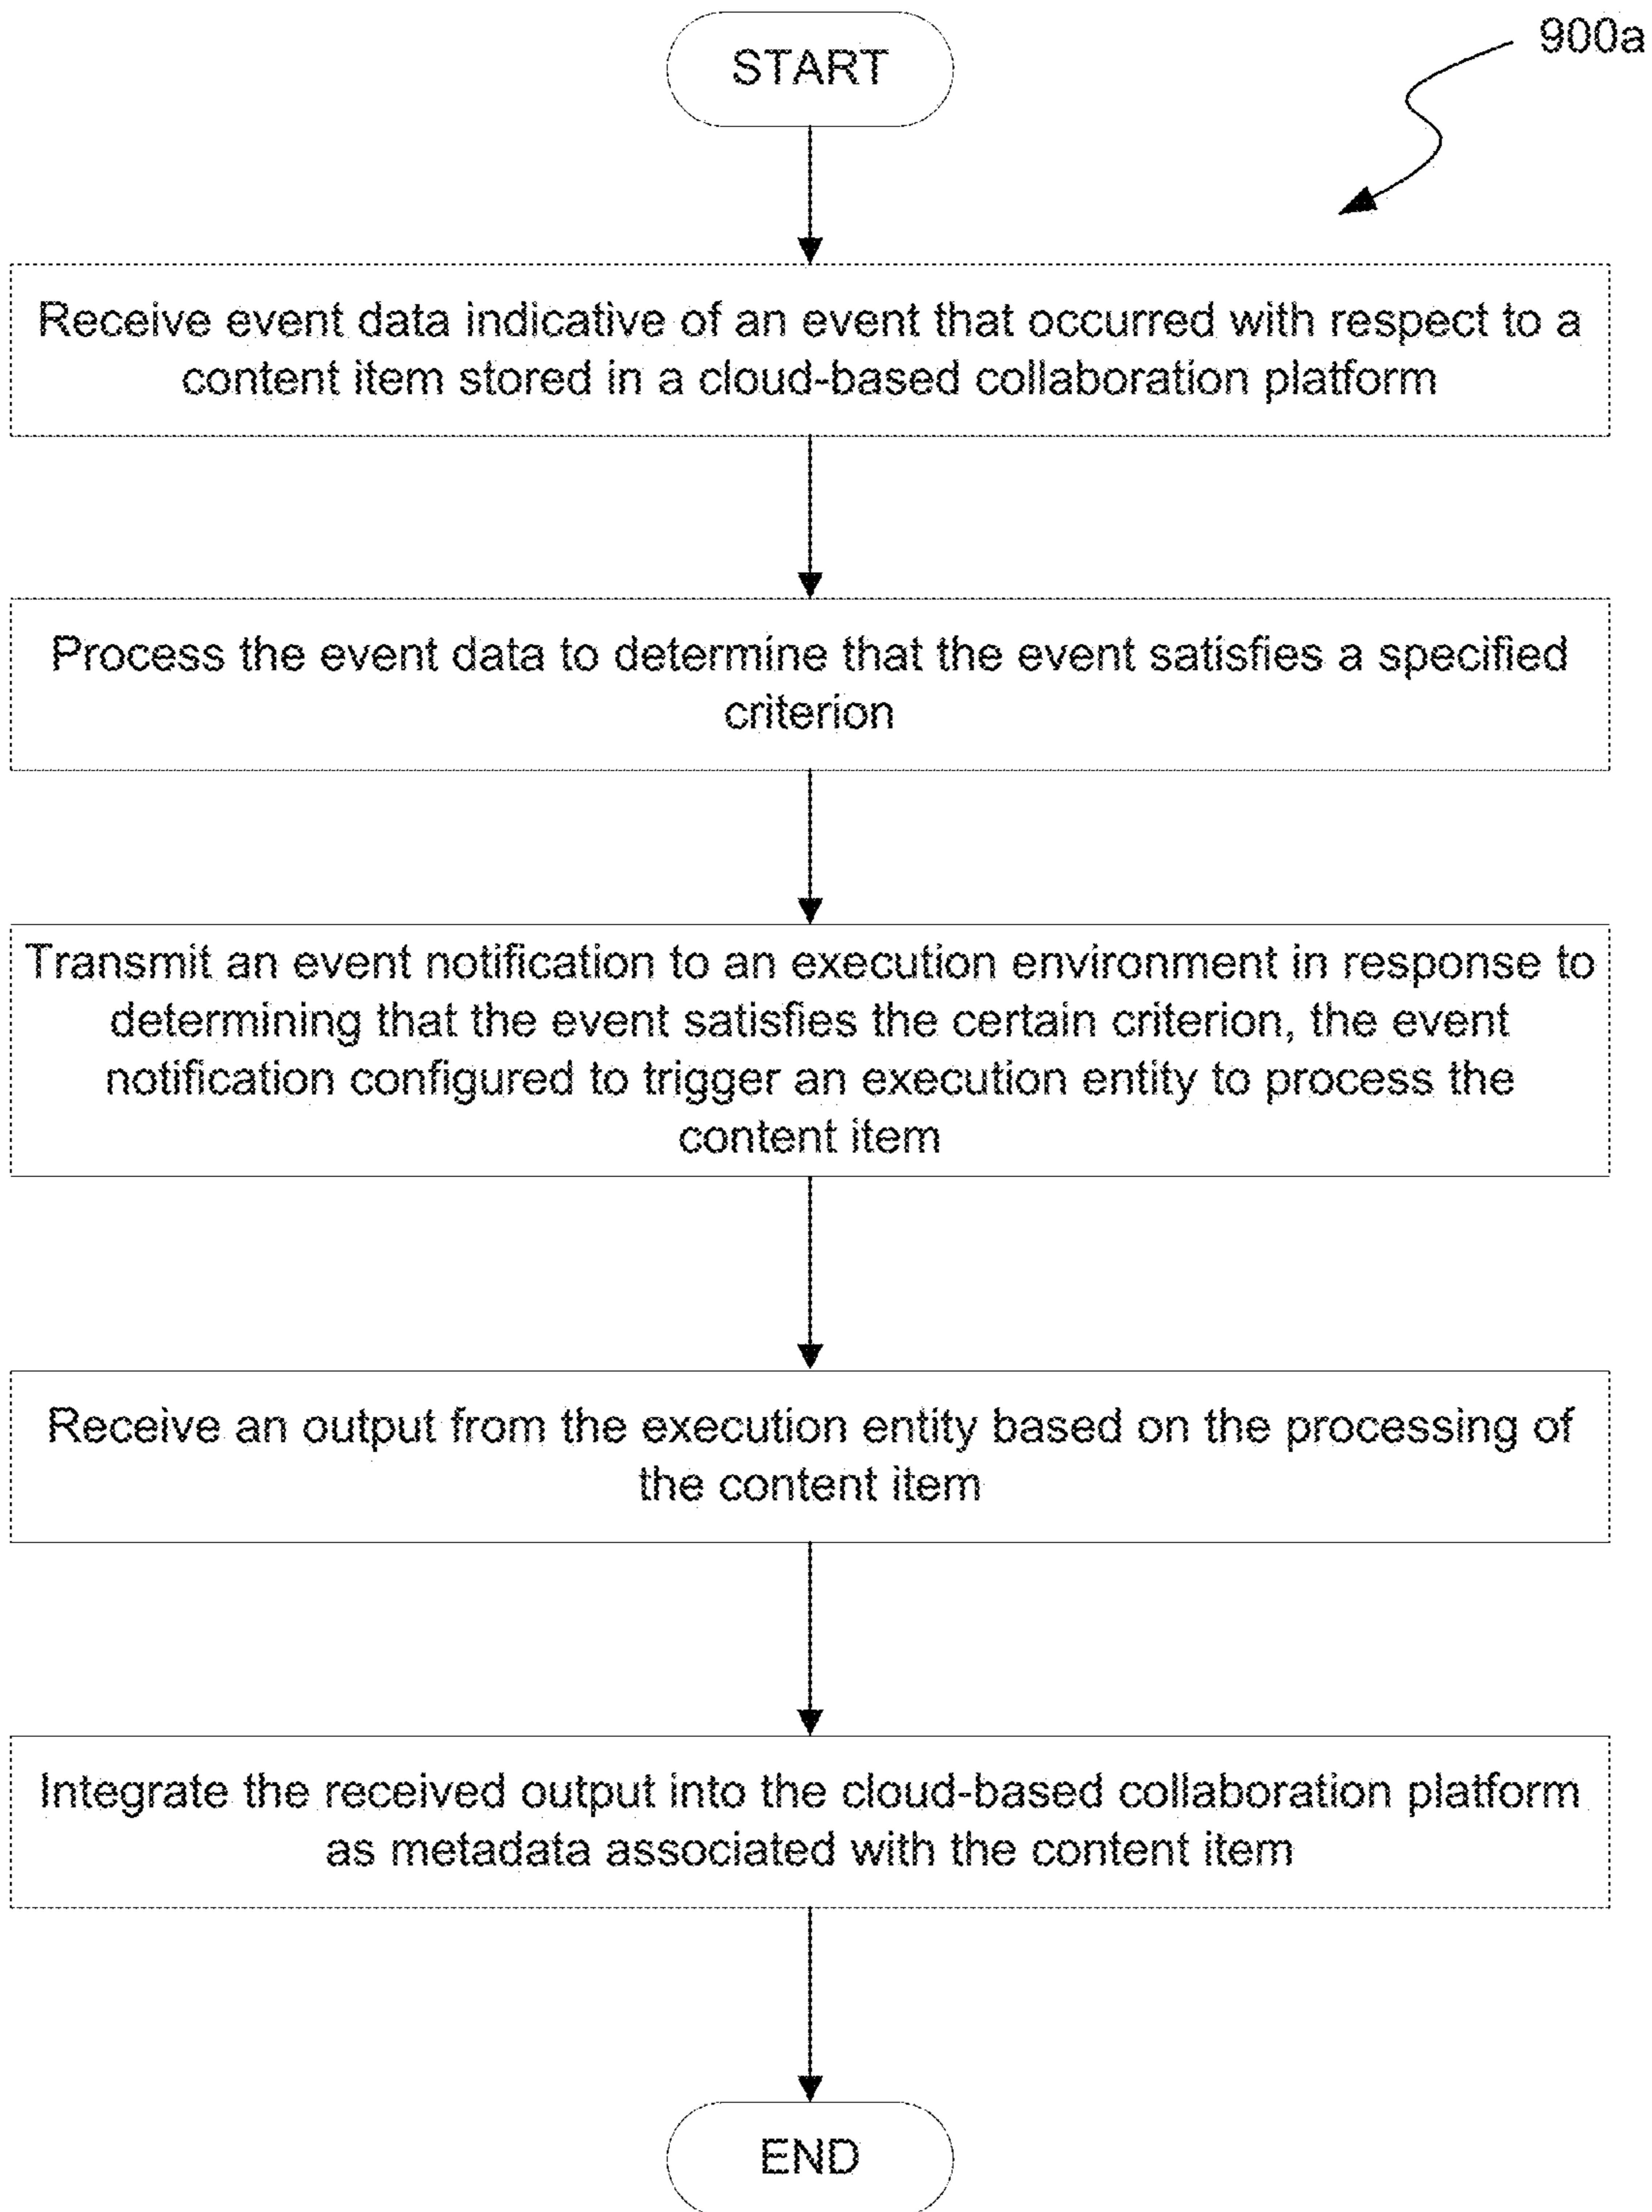 900a
START
Receive event data indicative of an event that occurred with respect to a
content item stored in a cloud-based collaboration platform
Process the event data to determine that the event satisfies a specified
criterion
Transmit an event notification to an execution environment in response to
determining that the event satisfies the certain criterion, the event
notification configured to trigger an execution entity to process the
content item
Receive an output from the execution entity based on the processing of
the content item
Integrate the received output into the cloud-based collaboration platform
as metadata associated with the content item
END